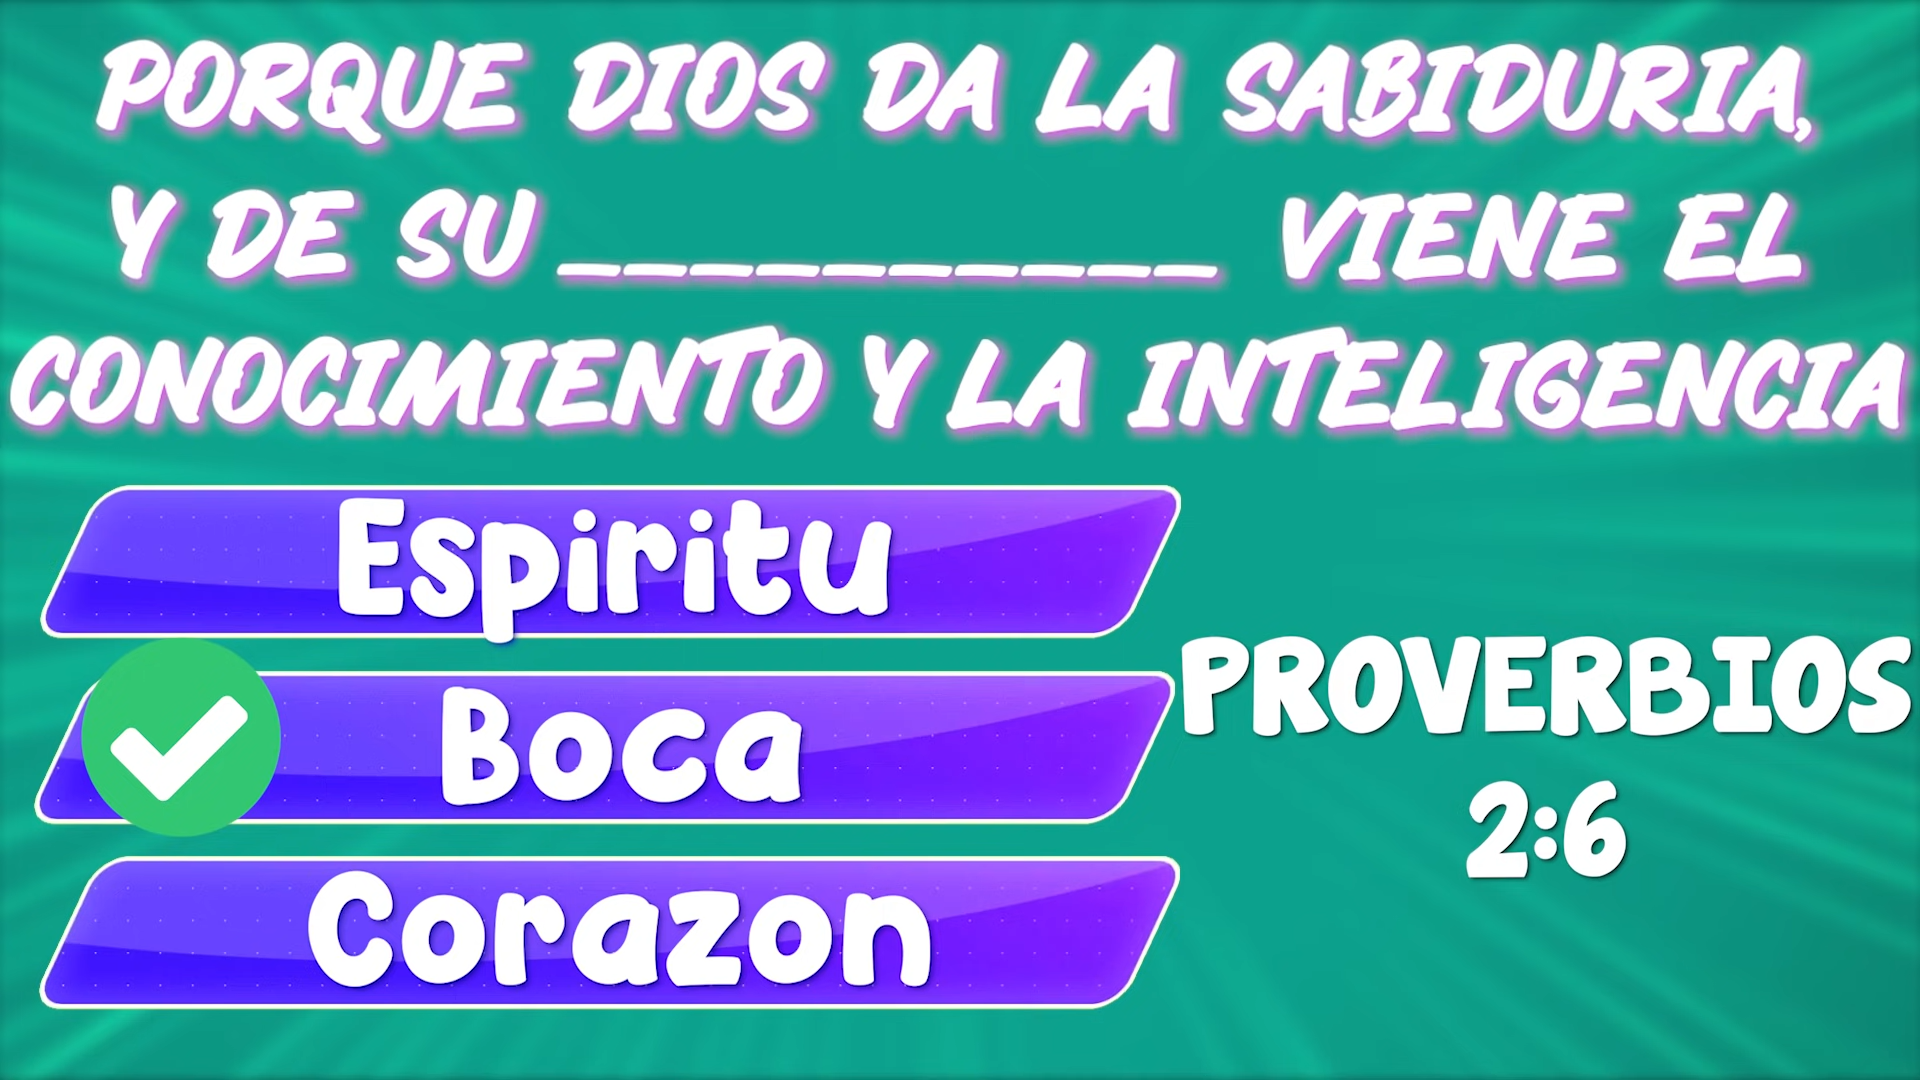 PORQUE DIOS DA LA SABIDURIA,
Y DE SU __________ VIENE EL
CONOCIMIENTO Y LA INTELIGENCIA
Espiritu
Boca
Corazon
PROVERBIOS
2:6